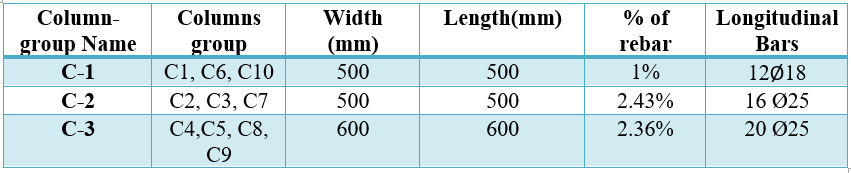 Column-group Name Columns group Width (mm) Length(mm) % of rebar Longitudinal Bars
C-1 C1, C6, C10 500 500 1% 12Ø18
C-2 C2, C3, C7 500 500 2.43% 16 Ø25
C-3 C4,C5, C8, C9 600 600 2.36% 20 Ø25